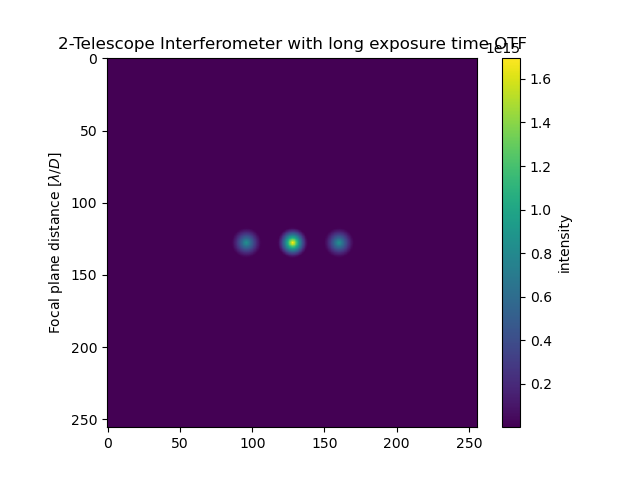 2-Telescope Interferometer with long exposure time OTF
1e15
0
50
100
150
200
250
Focal plane distance [λ/D]
0 50 100 150 200 250
1.6
1.4
1.2
1.0
0.8
0.6
0.4
0.2
intensity